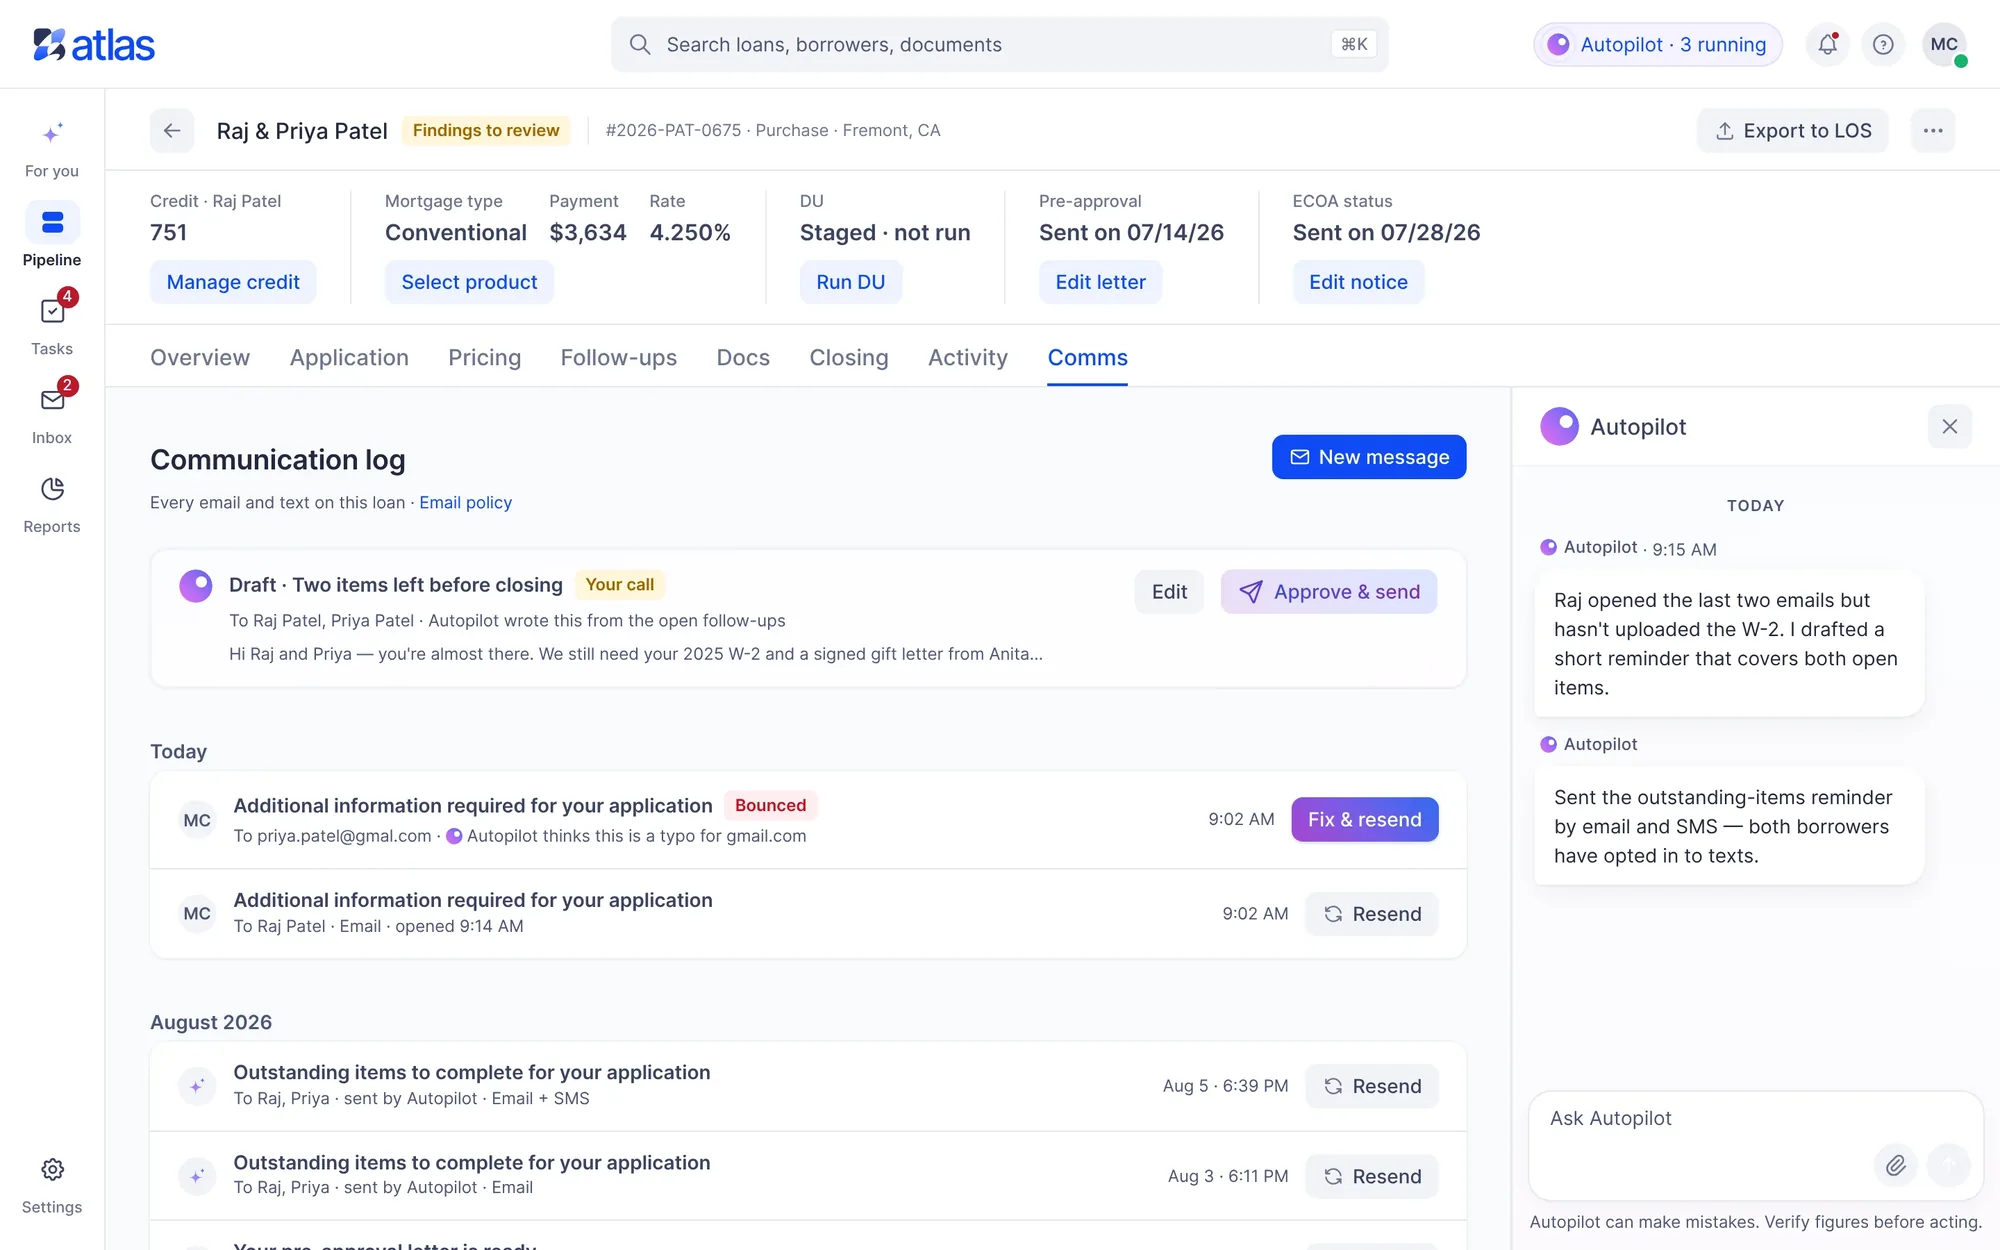 atlas
Search loans, borrowers, documents
⌘K
Autopilot · 3 running
MC
For you
Pipeline
4
Tasks
2
Inbox
Reports
Settings
Raj & Priya Patel
Findings to review
#2026-PAT-0675 · Purchase · Fremont, CA
Export to LOS
Credit · Raj Patel
751
Manage credit
Mortgage type
Conventional
Payment
$3,634
Rate
4.250%
Select product
DU
Staged · not run
Run DU
Pre-approval
Sent on 07/14/26
Edit letter
ECOA status
Sent on 07/28/26
Edit notice
Overview
Application
Pricing
Follow-ups
Docs
Closing
Activity
Comms
Communication log
Every email and text on this loan · Email policy
New message
Draft · Two items left before closing
Your call
To Raj Patel, Priya Patel · Autopilot wrote this from the open follow-ups
Hi Raj and Priya — you're almost there. We still need your 2025 W-2 and a signed gift letter from Anita...
Edit
Approve & send
Today
MC
Additional information required for your application
Bounced
To priya.patel@gmal.com · Autopilot thinks this is a typo for gmail.com
9:02 AM
Fix & resend
MC
Additional information required for your application
To Raj Patel · Email · opened 9:14 AM
9:02 AM
Resend
August 2026
Outstanding items to complete for your application
To Raj, Priya · sent by Autopilot · Email + SMS
Aug 5 · 6:39 PM
Resend
Outstanding items to complete for your application
To Raj, Priya · sent by Autopilot · Email
Aug 3 · 6:11 PM
Resend
Your pre-approval letter is ready
Autopilot
TODAY
Autopilot · 9:15 AM
Raj opened the last two emails but
hasn't uploaded the W-2. I drafted a
short reminder that covers both open
items.
Autopilot
Sent the outstanding-items reminder
by email and SMS — both borrowers
have opted in to texts.
Ask Autopilot
Autopilot can make mistakes. Verify figures before acting.